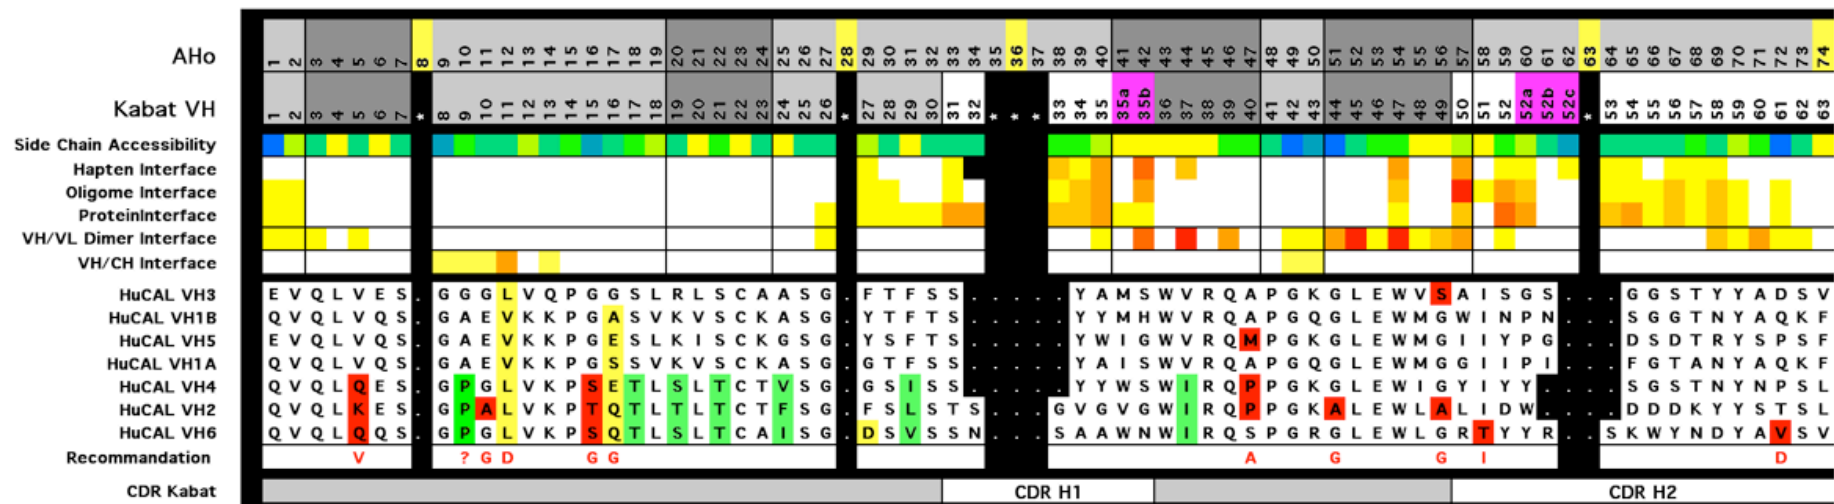 AHo 1 2 3 4 5 6 7 8 9 10 11 12 13 14 15 16 17 18 19 20 21 22 23 24 25 26 27 28 29 30 31 32 33 34 35 36 37 38 39 40 41 42 43 44 45 46 47 48 49 50 51 52 53 54 55 56 57 58 59 60 61 62 63 64 65 66 67 68 69 70 71 72 73 74
Kabat VH 1 2 3 4 5 6 7 * 8 9 10 11 12 13 14 15 16 17 18 19 20 21 22 23 24 25 26 * 27 28 29 30 31 32 * * * 33 34 35 35a 35b 36 37 38 39 40 41 42 43 44 45 46 47 48 49 50 51 52 52a 52b 52c * 53 54 55 56 57 58 59 60 61 62 63
Side Chain Accessibility
Hapten Interface
Oligome Interface
ProteinInterface
VH/VL Dimer Interface
VH/CH Interface
HuCAL VH3 E V Q L V E S . G G G L V Q P G G S L R L S C A A S G . F T F S S . . . . . Y A M S W V R Q A P G K G L E W V S A I S G S . . . G G S T Y Y A D S V
HuCAL VH1B Q V Q L V Q S . G A E V K K P G A S V K V S C K A S G . Y T F T S . . . . . Y Y M H W V R Q A P G Q G L E W M G W I N P N . . . S G G T N Y A Q K F
HuCAL VH5 E V Q L V Q S . G A E V K K P G E S L K I S C K G S G . Y S F T S . . . . . Y W I G W V R Q M P G K G L E W M G I I Y P G . . . D S D T R Y S P S F
HuCAL VH1A Q V Q L V Q S . G A E V K K P G S S V K V S C K A S G . G T F S S . . . . . Y A I S W V R Q A P G Q G L E W M G G I I P I . . . F G T A N Y A Q K F
HuCAL VH4 Q V Q L Q E S . G P G L V K P S E T L S L T C T V S G . G S I S S . . . . . Y Y W S W I R Q P P G K G L E W I G Y I Y Y . . . . S G S T N Y N P S L
HuCAL VH2 Q V Q L K E S . G P A L V K P T Q T L T L T C T F S G . F S L S T S . . . G V G V G W I R Q P P G K A L E W L A L I D W . . . . D D D K Y Y S T S L
HuCAL VH6 Q V Q L Q Q S . G P G L V K P S Q T L S L T C A I S G . D S V S S N . . . S A A W N W I R Q S P G R G L E W L G R T Y Y R . . S K W Y N D Y A V S V
Recommandation V ? G D G G A G G I D
CDR Kabat CDR H1 CDR H2